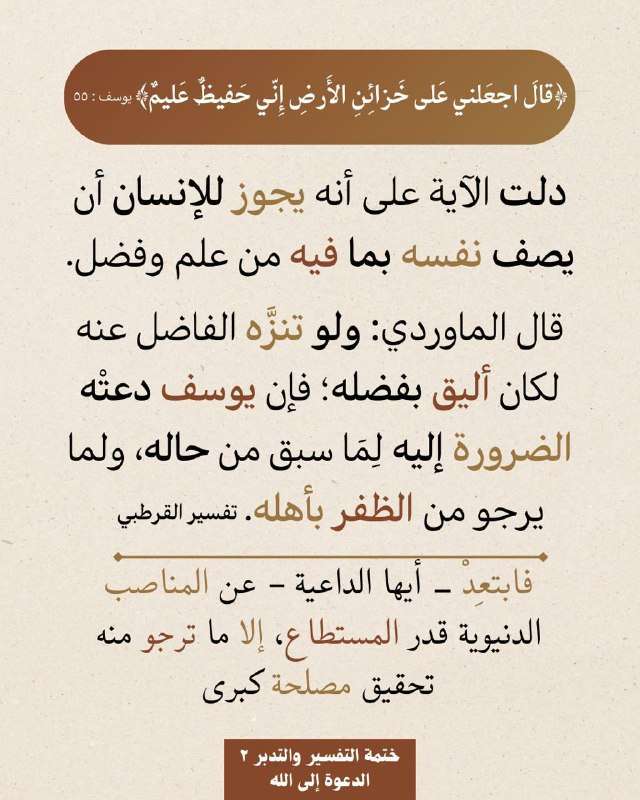 ﴿قالَ اجعَلني عَلى خَزائِنِ الأَرضِ إِنّي حَفيظٌ عَليمٌ﴾ يوسف : ٥٥
دلت الآية على أنه يجوز للإنسان أن
يصف نفسه بما فيه من علم وفضل.
قال الماوردي: ولو تنزَّه الفاضل عنه
لكان أليق بفضله؛ فإن يوسف دعتْه
الضرورة إليه لِمَا سبق من حاله، ولما
يرجو من الظفر بأهله. تفسير القرطبي
فابتعِدْ ـ أيها الداعية – عن المناصب
الدنيوية قدر المستطاع، إلا ما ترجو منه
تحقيق مصلحة كبرى
ختمة التفسير والتدبر ٢
الدعوة إلى الله